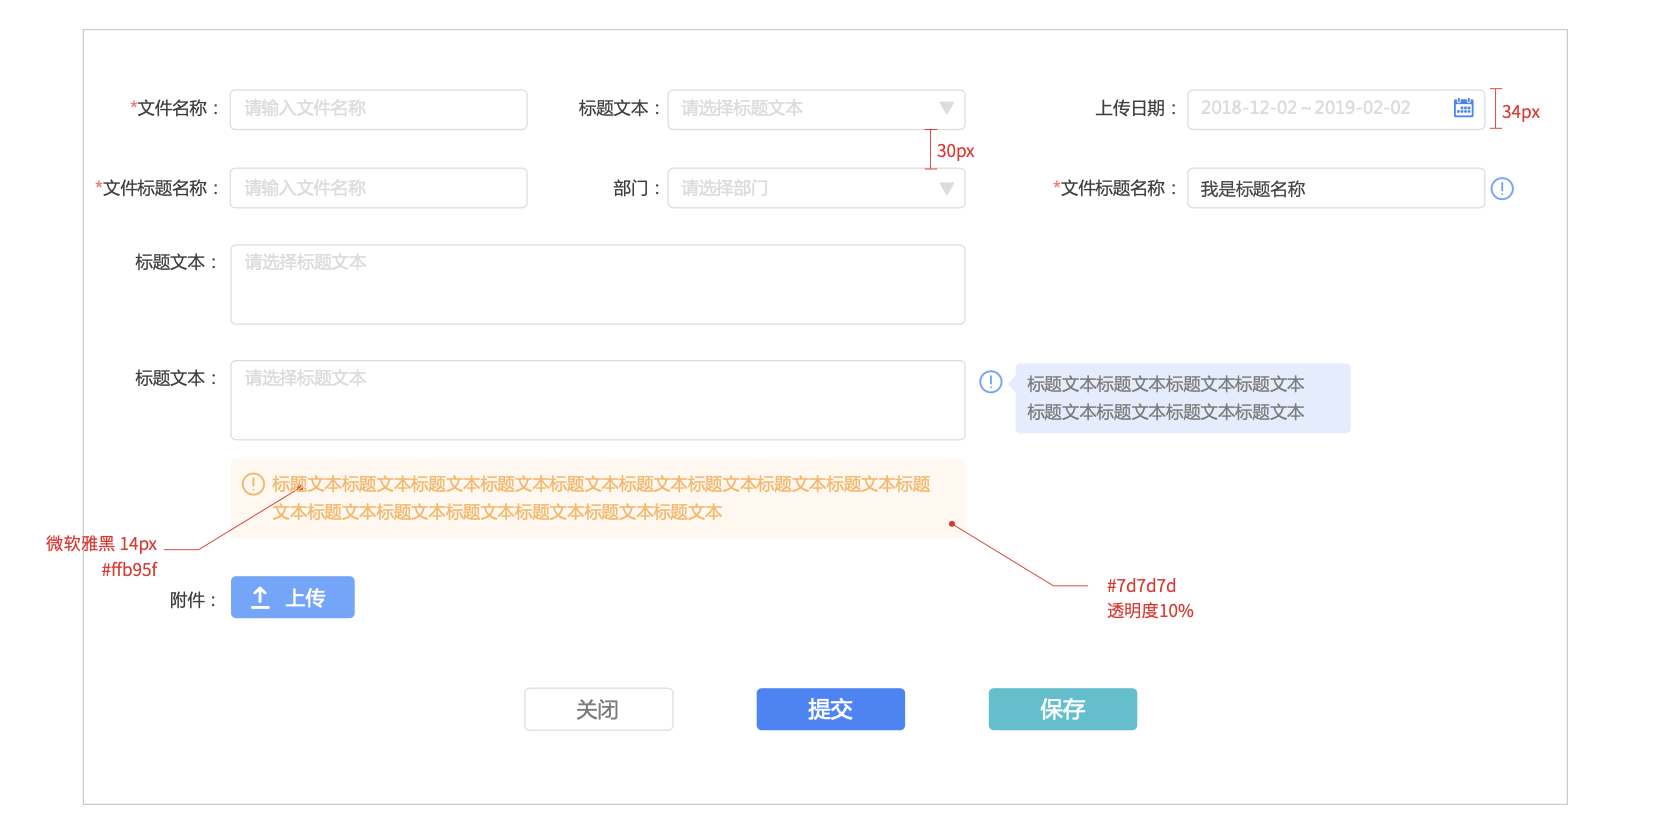 *文件名称：
请输入文件名称
标题文本：
请选择标题文本
上传日期：
2018-12-02 ~ 2019-02-02
34px
30px
*文件标题名称：
请输入文件名称
部门：
请选择部门
*文件标题名称：
我是标题名称
标题文本：
请选择标题文本
标题文本：
请选择标题文本
标题文本标题文本标题文本标题文本
标题文本标题文本标题文本标题文本
标题文本标题文本标题文本标题文本标题文本标题文本标题文本标题文本标题文本标题
文本标题文本标题文本标题文本标题文本标题文本标题文本
微软雅黑 14px
#ffb95f
#7d7d7d
透明度10%
附件：
上传
关闭
提交
保存